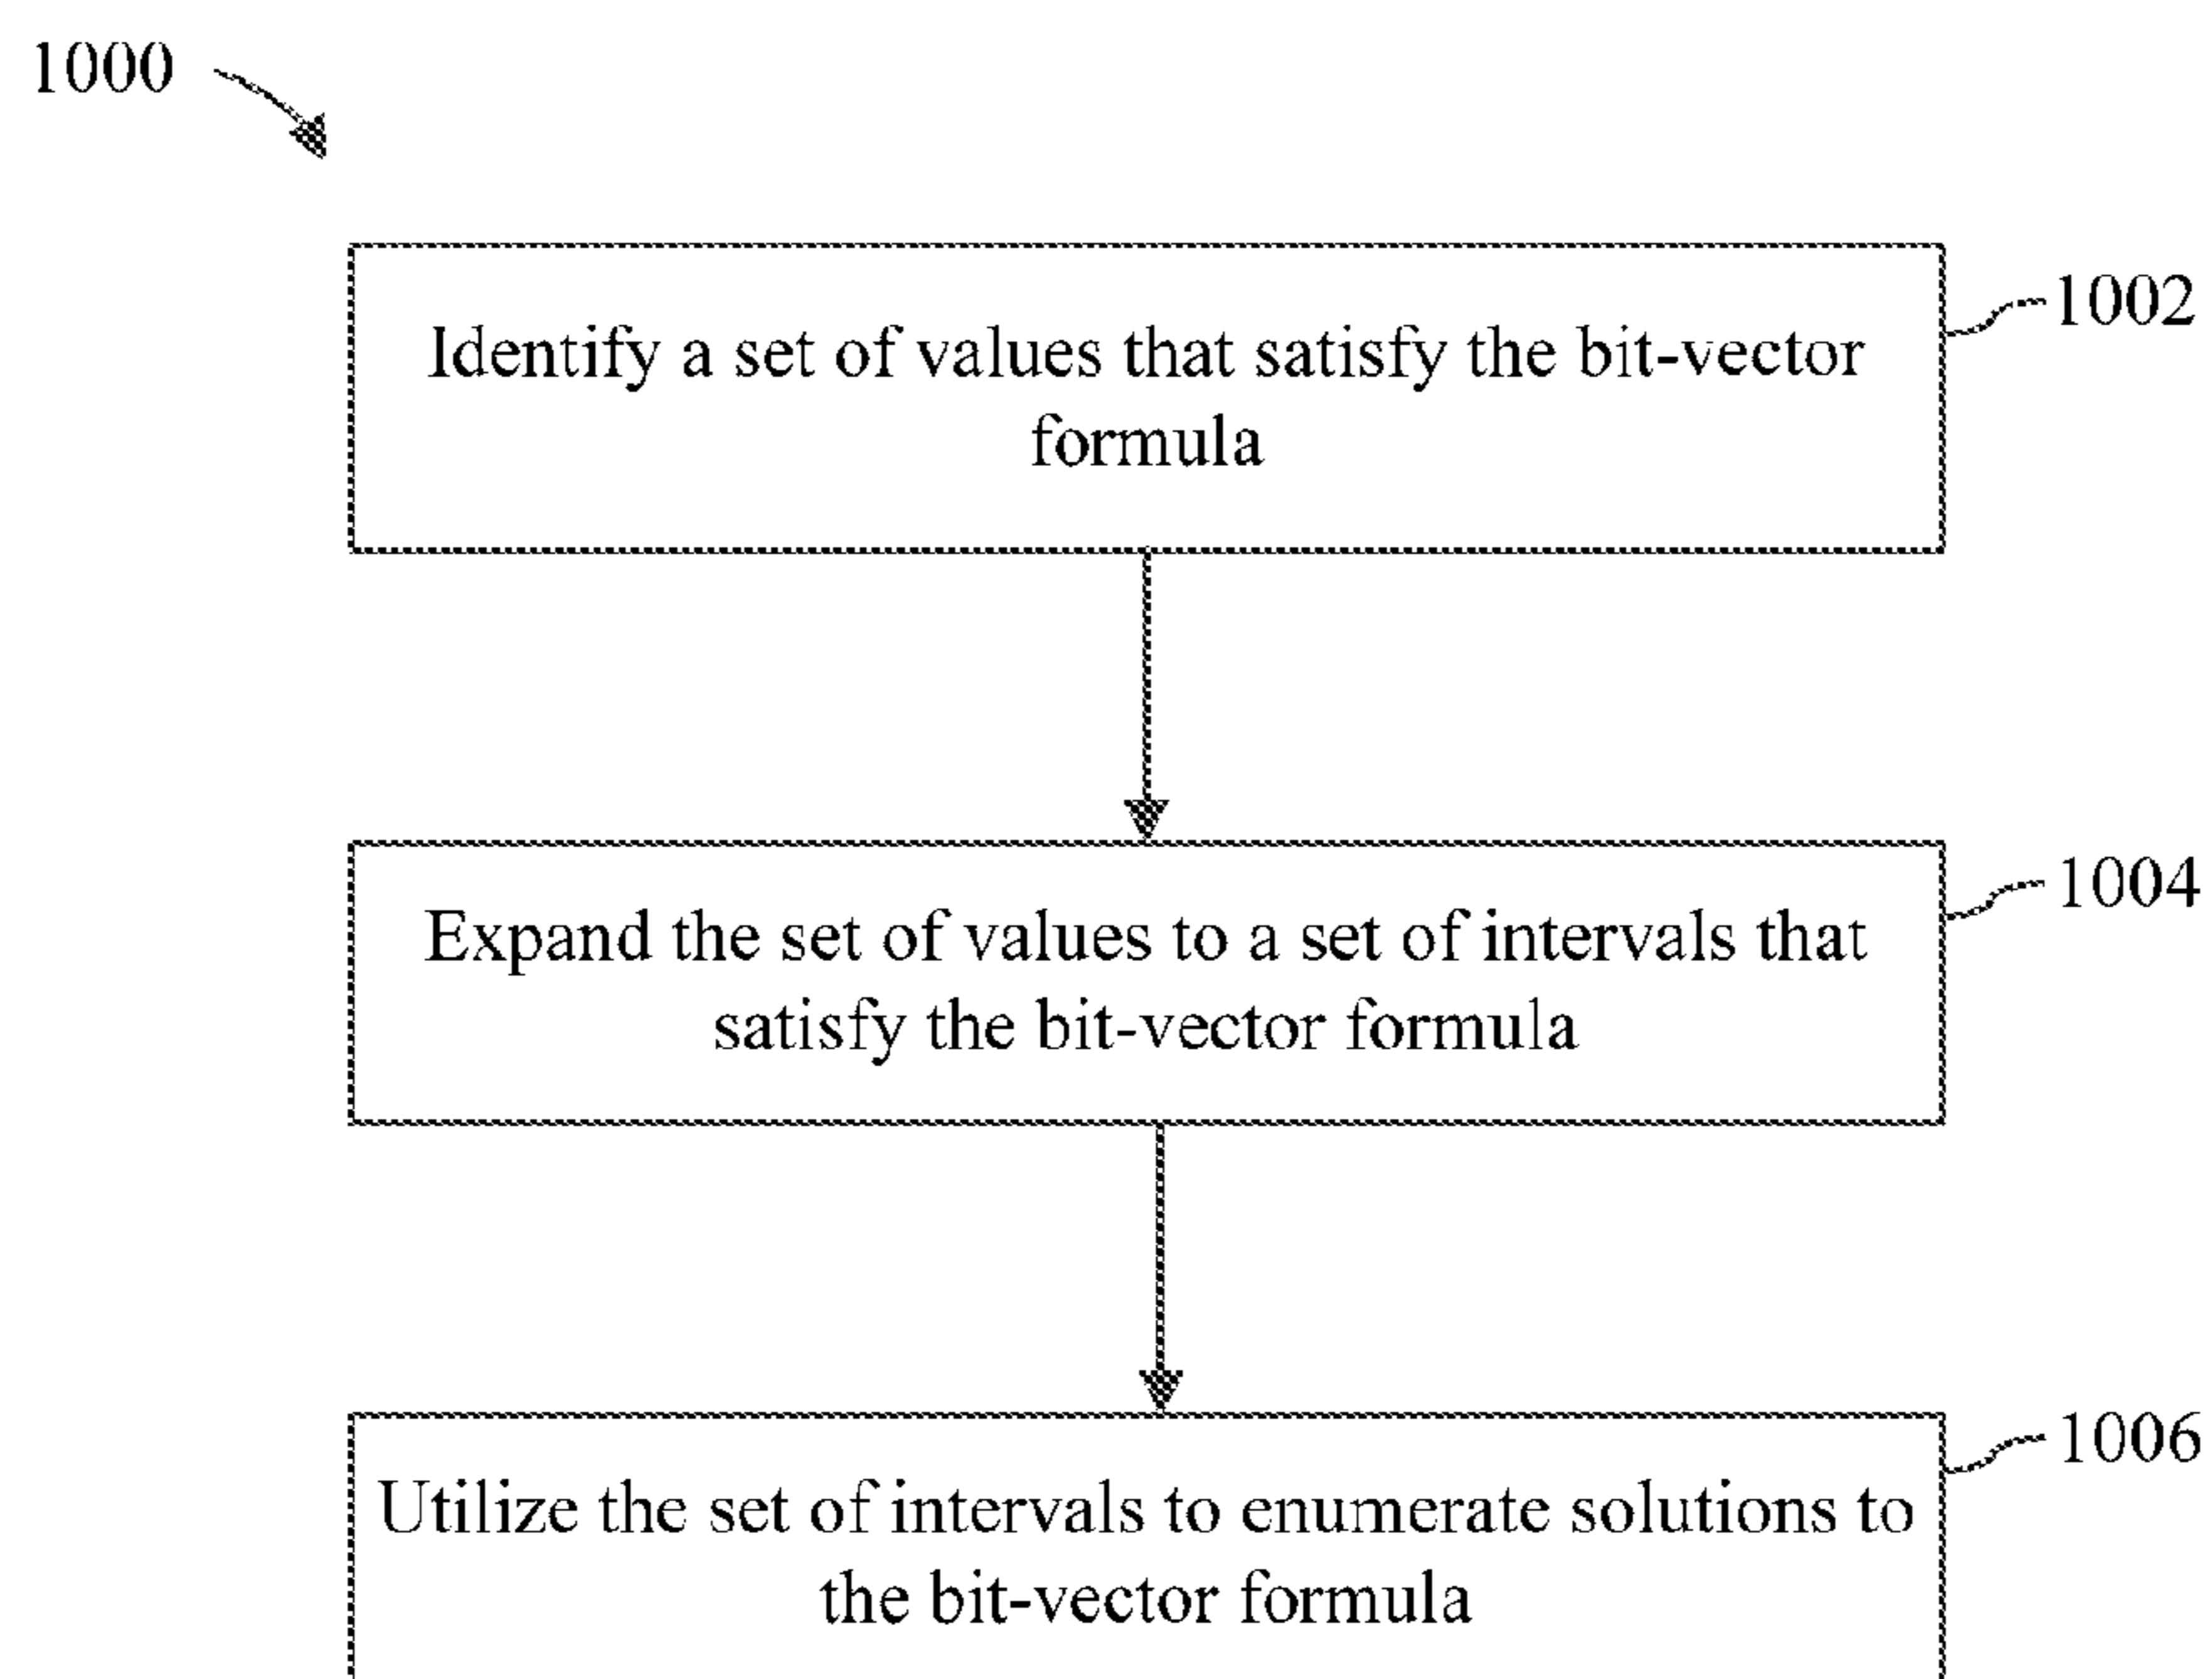 1000
1002
Identify a set of values that satisfy the bit-vector
formula
1004
Expand the set of values to a set of intervals that
satisfy the bit-vector formula
1006
Utilize the set of intervals to enumerate solutions to
the bit-vector formula